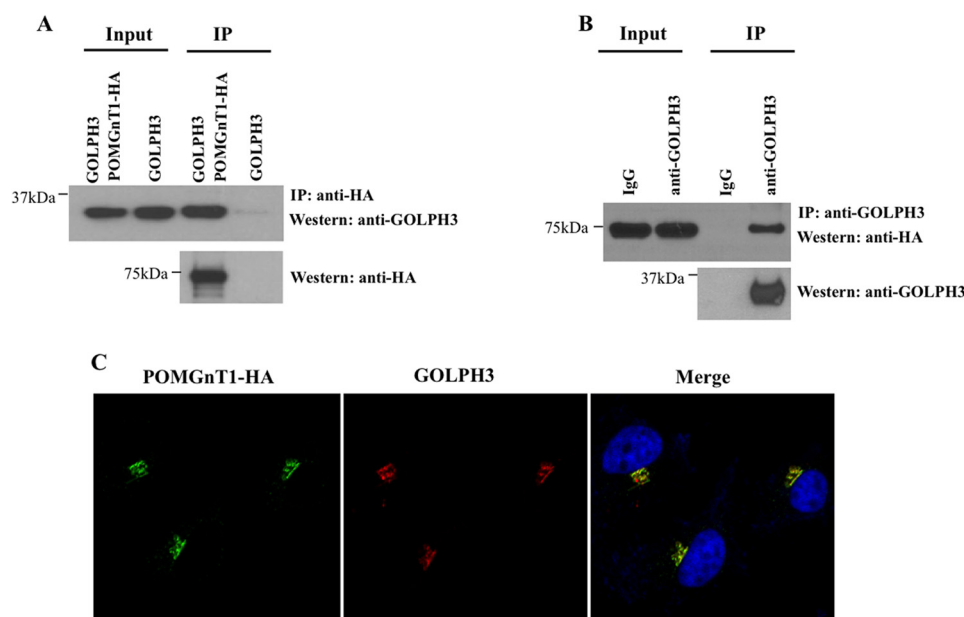 A
Input
IP
GOLPH3
POMGnT1-HA
GOLPH3
GOLPH3
POMGnT1-HA
GOLPH3
37kDa
IP: anti-HA
Western: anti-GOLPH3
75kDa
Western: anti-HA
B
Input
IP
IgG
anti-GOLPH3
IgG
anti-GOLPH3
75kDa
IP: anti-GOLPH3
Western: anti-HA
37kDa
Western: anti-GOLPH3
C
POMGnT1-HA
GOLPH3
Merge